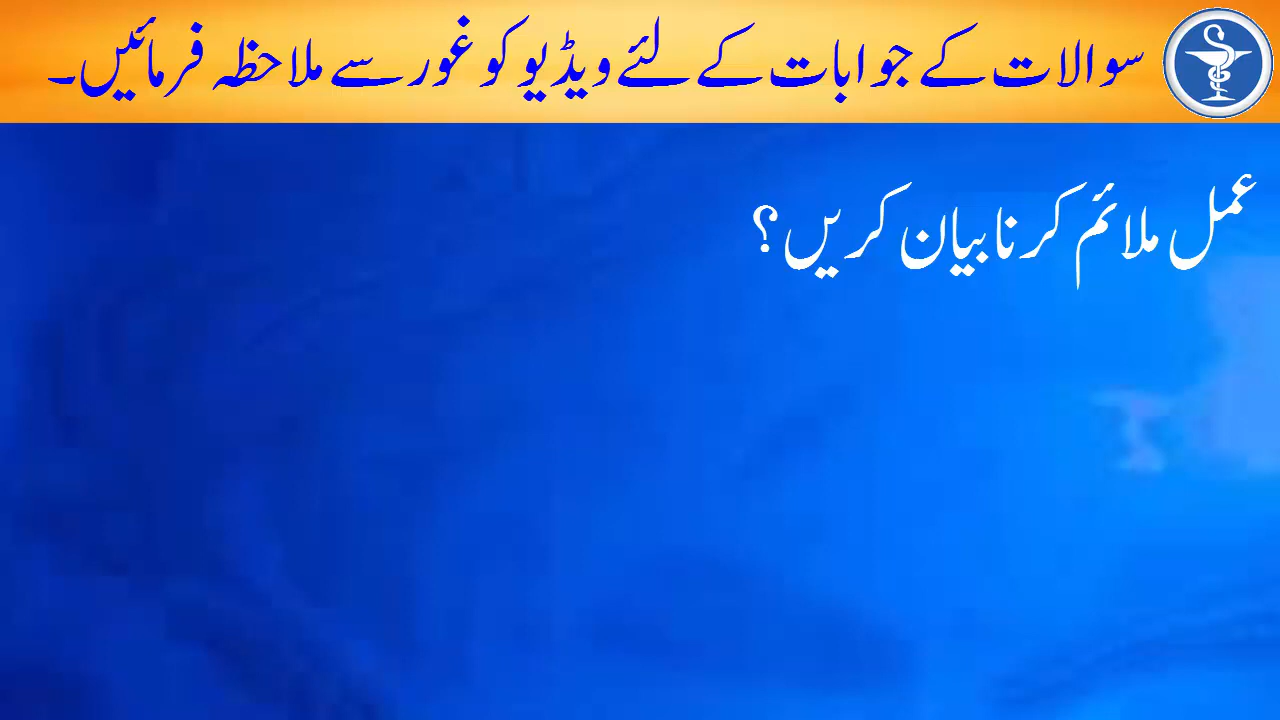 سوالات کے جوابات کے لئے ویڈیو کو غور سے ملاحظہ فرمائیں۔
عمل ملائم کرنا بیان کریں؟